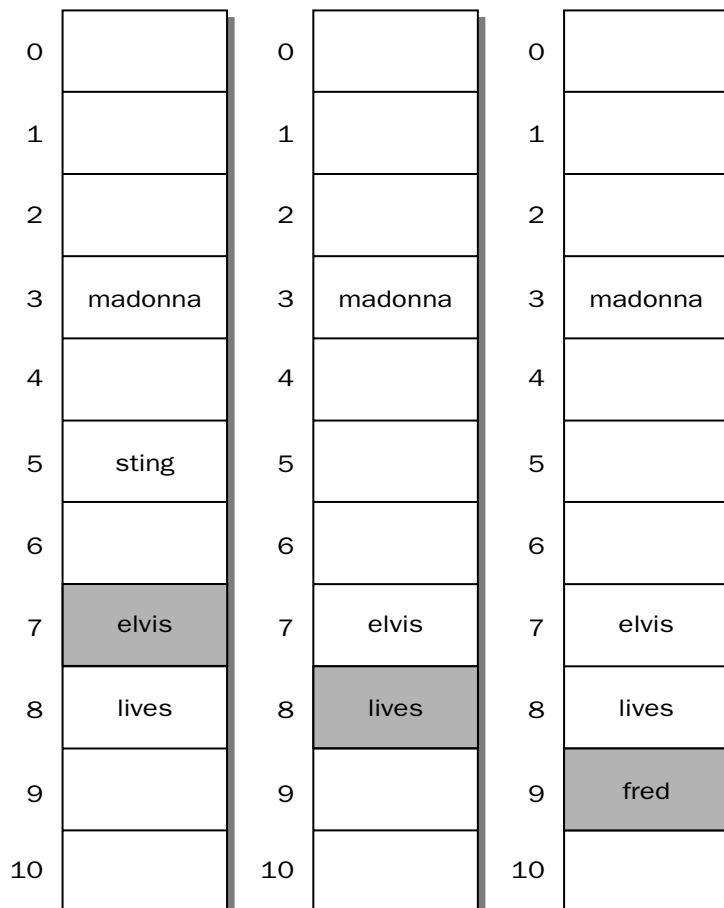 0 0 0
1 1 1
2 2 2
3 madonna 3 madonna 3 madonna
4 4 4
5 sting 5 5
6 6 6
7 elvis 7 elvis 7 elvis
8 lives 8 lives 8 lives
9 9 9 fred
10 10 10